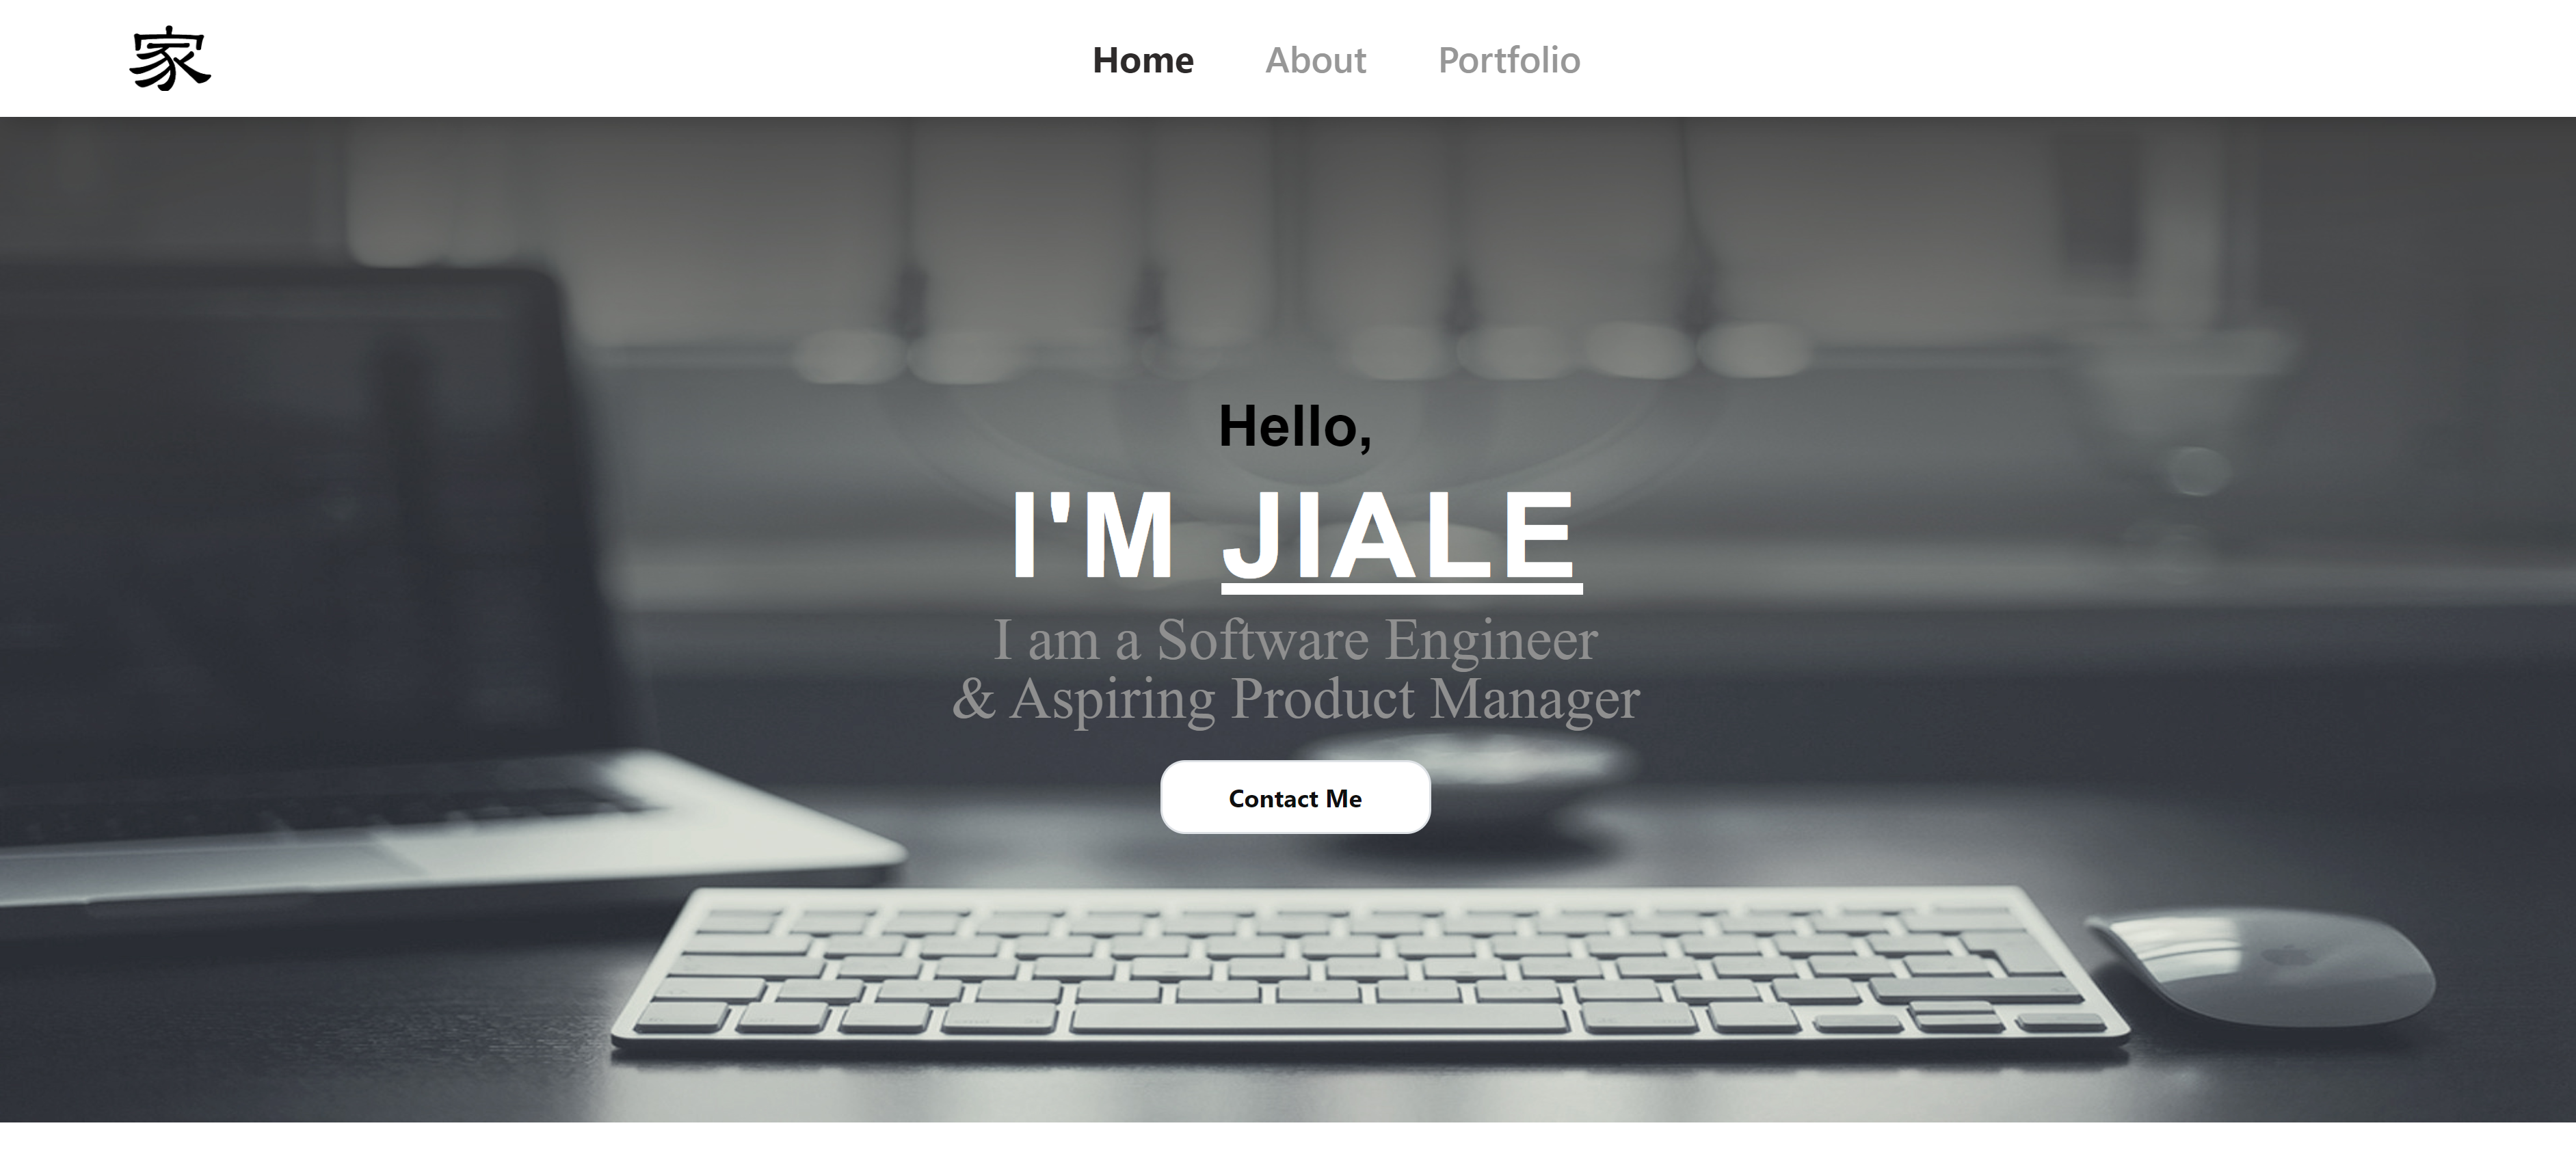 家
Home About Portfolio
Hello,
I'M JIALE
I am a Software Engineer
& Aspiring Product Manager
Contact Me